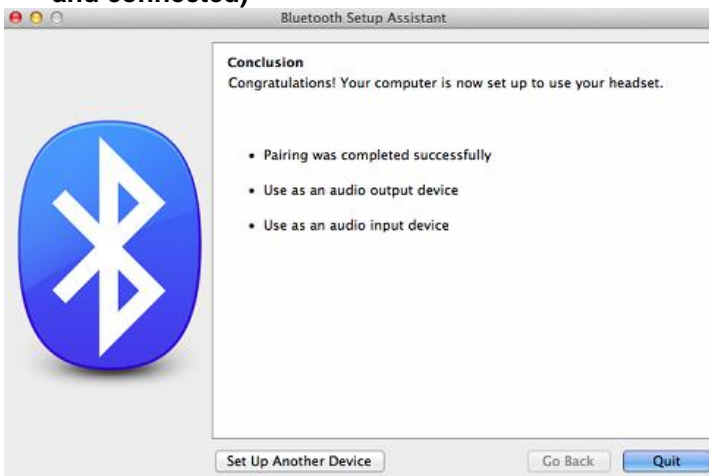 and connected)
Bluetooth Setup Assistant
Conclusion
Congratulations! Your computer is now set up to use your headset.
• Pairing was completed successfully
• Use as an audio output device
• Use as an audio input device
Set Up Another Device
Go Back
Quit